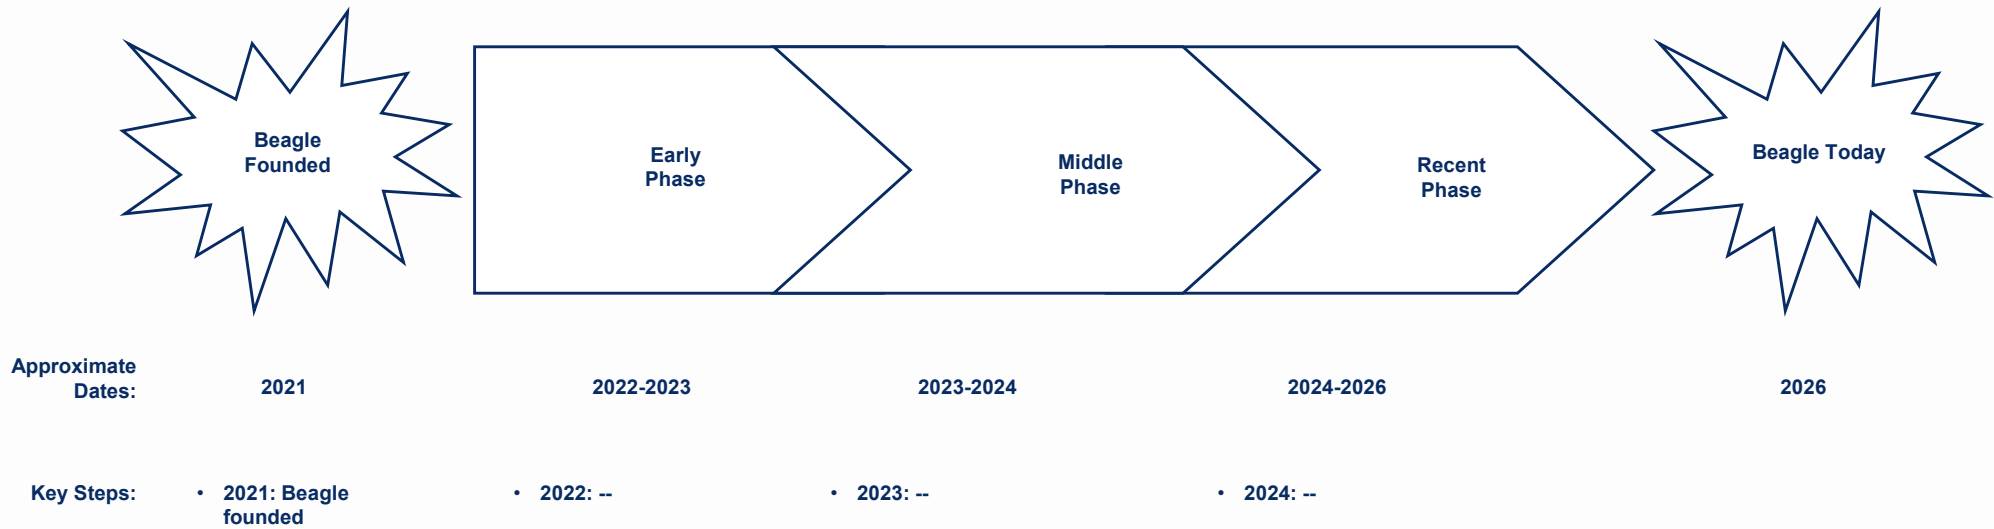 Beagle
Founded
Early
Phase
Middle
Phase
Recent
Phase
Beagle Today
Approximate
Dates:
2021
2022-2023
2023-2024
2024-2026
2026
Key Steps:
• 2021: Beagle
founded
• 2022: --
• 2023: --
• 2024: --